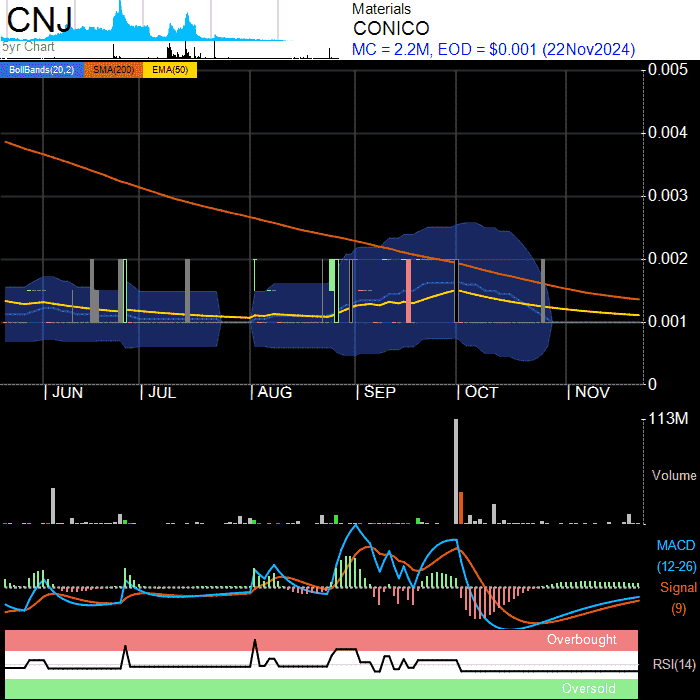 CNJ
5yr Chart
Materials
CONICO
MC = 2.2M, EOD = $0.001 (22Nov2024)
BollBands(20,2) SMA(200) EMA(50)
0.005
0.004
0.003
0.002
0.001
0
JUN JUL AUG SEP OCT NOV
113M
Volume
MACD
(12-26)
Signal
(9)
Overbought
RSI(14)
Oversold